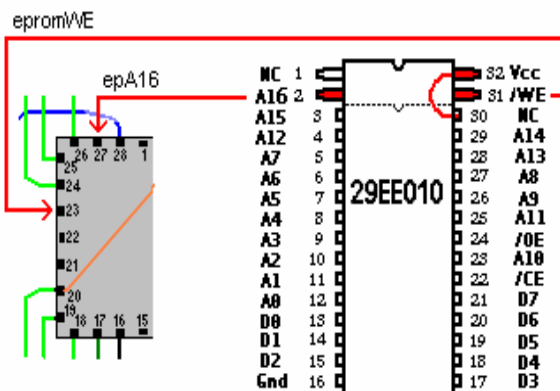 epromWE
epA16
26 27 28 1
25
24
23
22
21
20
19
18 17 16 15
29EE010
NC 1
A16 2
A15 3
A12 4
A7 5
A6 6
A5 7
A4 8
A3 9
A2 10
A1 11
A0 12
D0 13
D1 14
D2 15
Gnd 16
32 Vcc
31 /WE
30 NC
29 A14
28 A13
27 A8
26 A9
25 A11
24 /OE
23 A10
22 /CE
21 D7
20 D6
19 D5
18 D4
17 D3